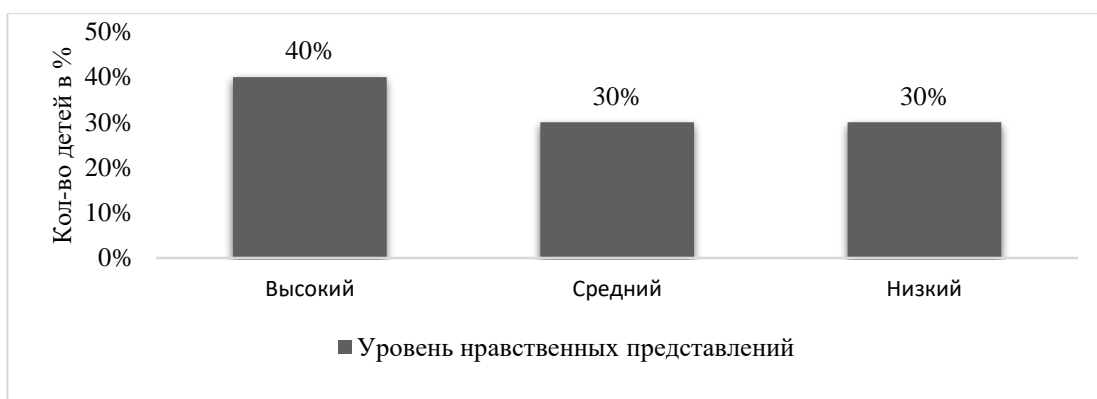 Кол-во детей в %
50%
40%
30%
20%
10%
0%
40%
30%
30%
Высокий
Средний
Низкий
Уровень нравственных представлений